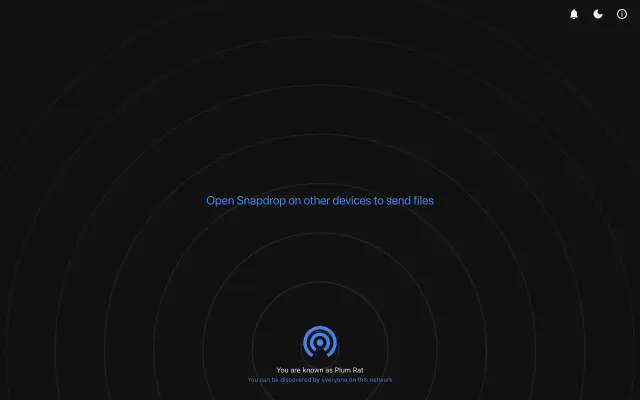 Open Snapdrop on other devices to send files
You are known as Plum Rat
You can be discovered by everyone on this network